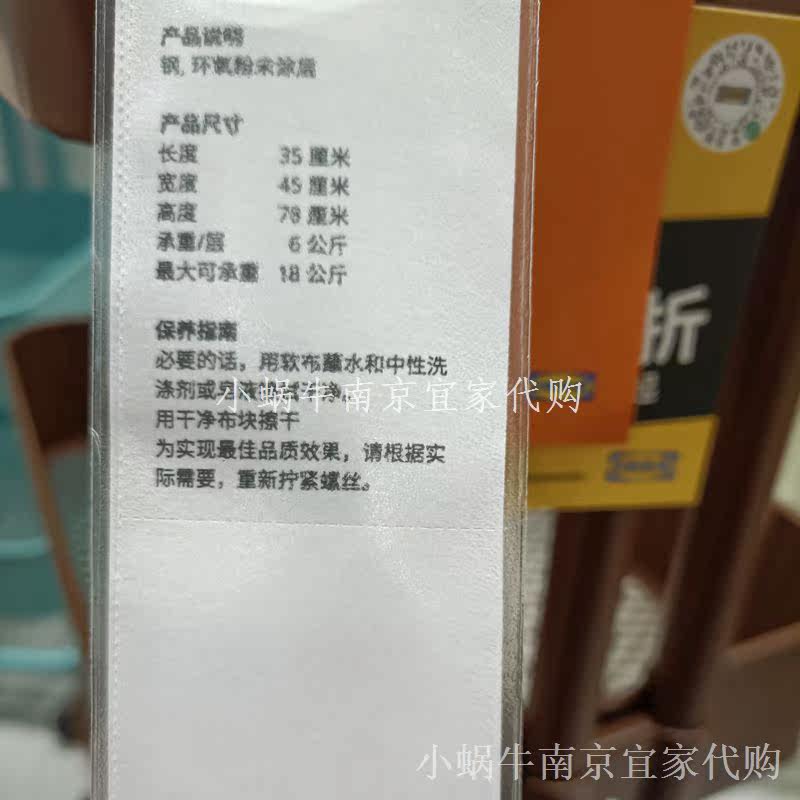 产品说明
钢, 环氧粉末涂层
产品尺寸
长度 35 厘米
宽度 45 厘米
高度 78 厘米
承重/层 6 公斤
最大可承重 18 公斤
保养指南
必要的话，用软布蘸水和中性洗
涤剂或
用干净布块擦干
为实现最佳品质效果，请根据实
际需要，重新拧紧螺丝。
小蜗牛南京宜家代购
折
小蜗牛南京宜家代购